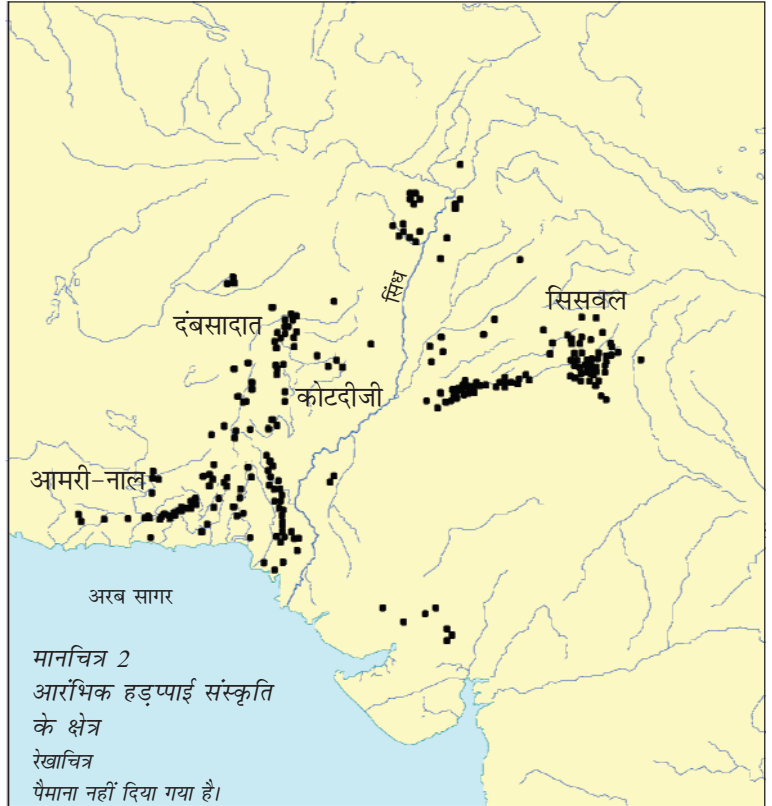 सिंध
सिसवल
दंबसादात
कोटदीजी
आमरी-नाल
अरब सागर
मानचित्र 2
आरंभिक हड़प्पाई संस्कृति
के क्षेत्र
रेखाचित्र
पैमाना नहीं दिया गया है।